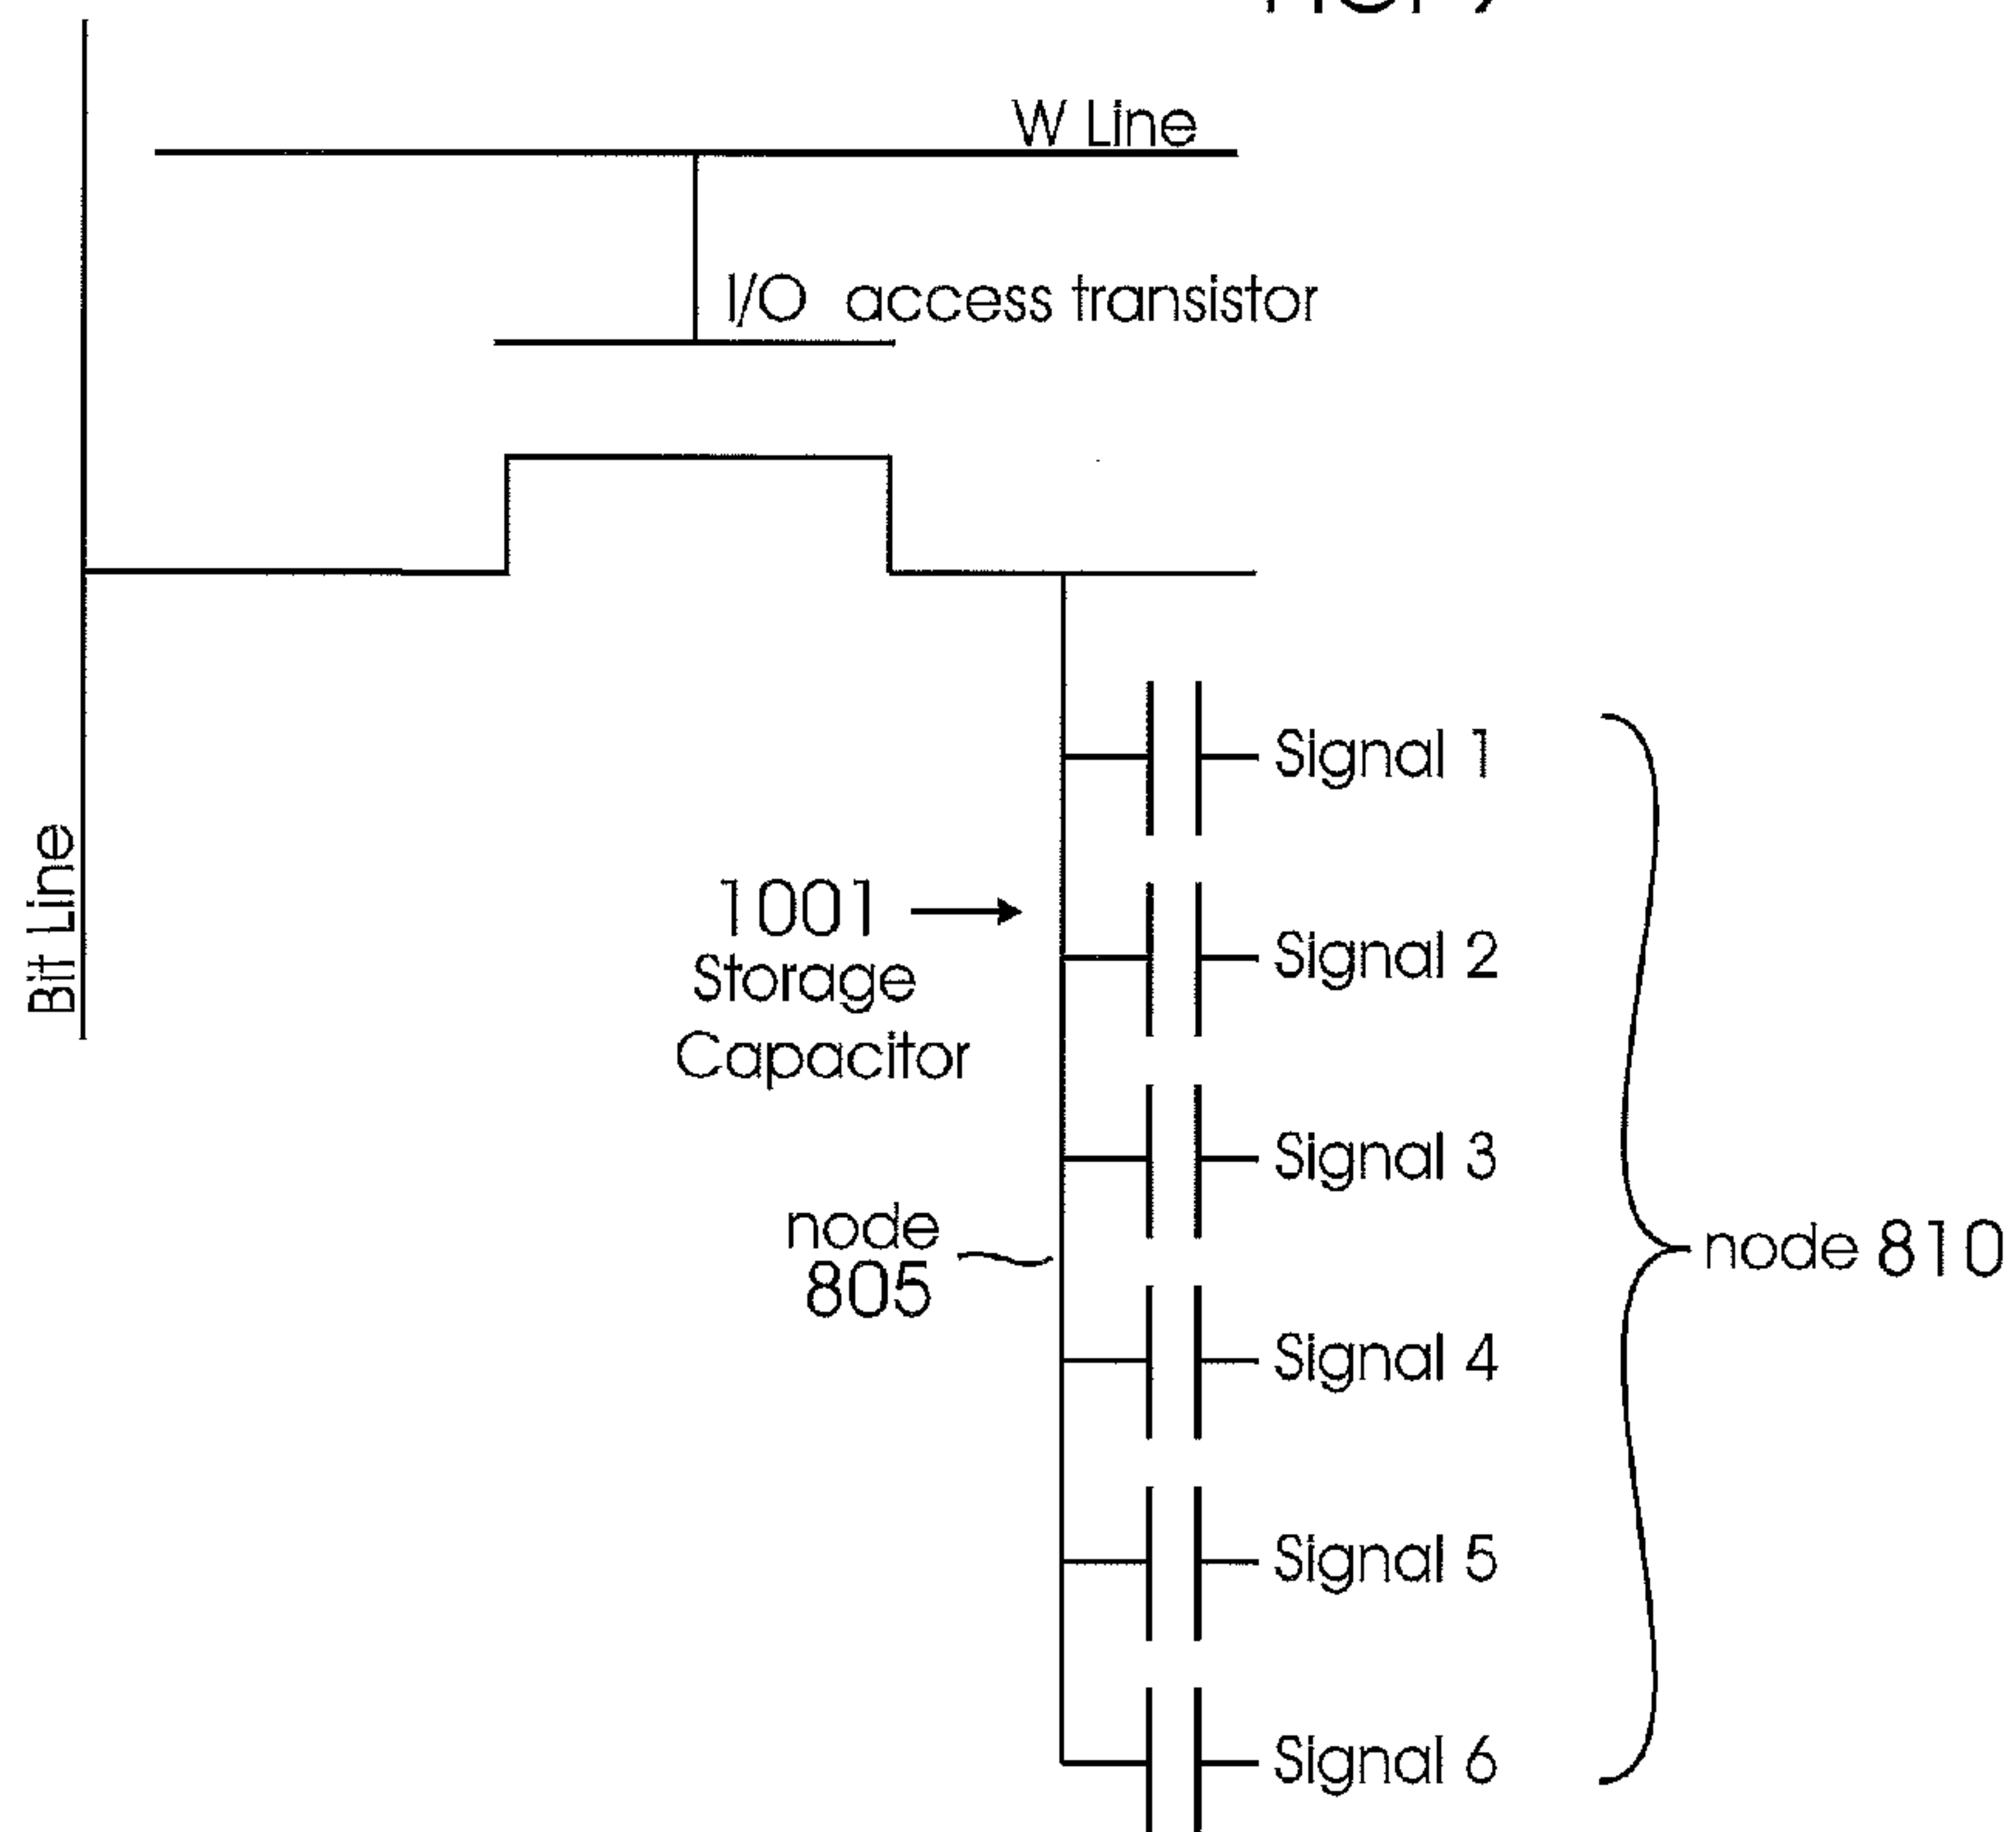 W Line
I/O access transistor
Signal 1
Bit Line
1001
Storage
Capacitor
Signal 2
Signal 3
node
805
node 810
Signal 4
Signal 5
Signal 6